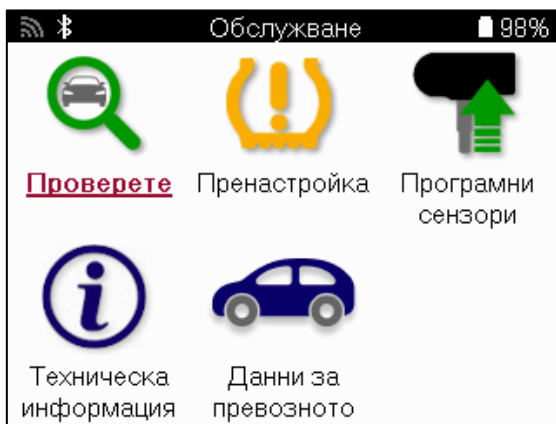 Обслужване 98%
Проверете Пренастройка Програмни
сензори
Техническа Данни за
информация превозното